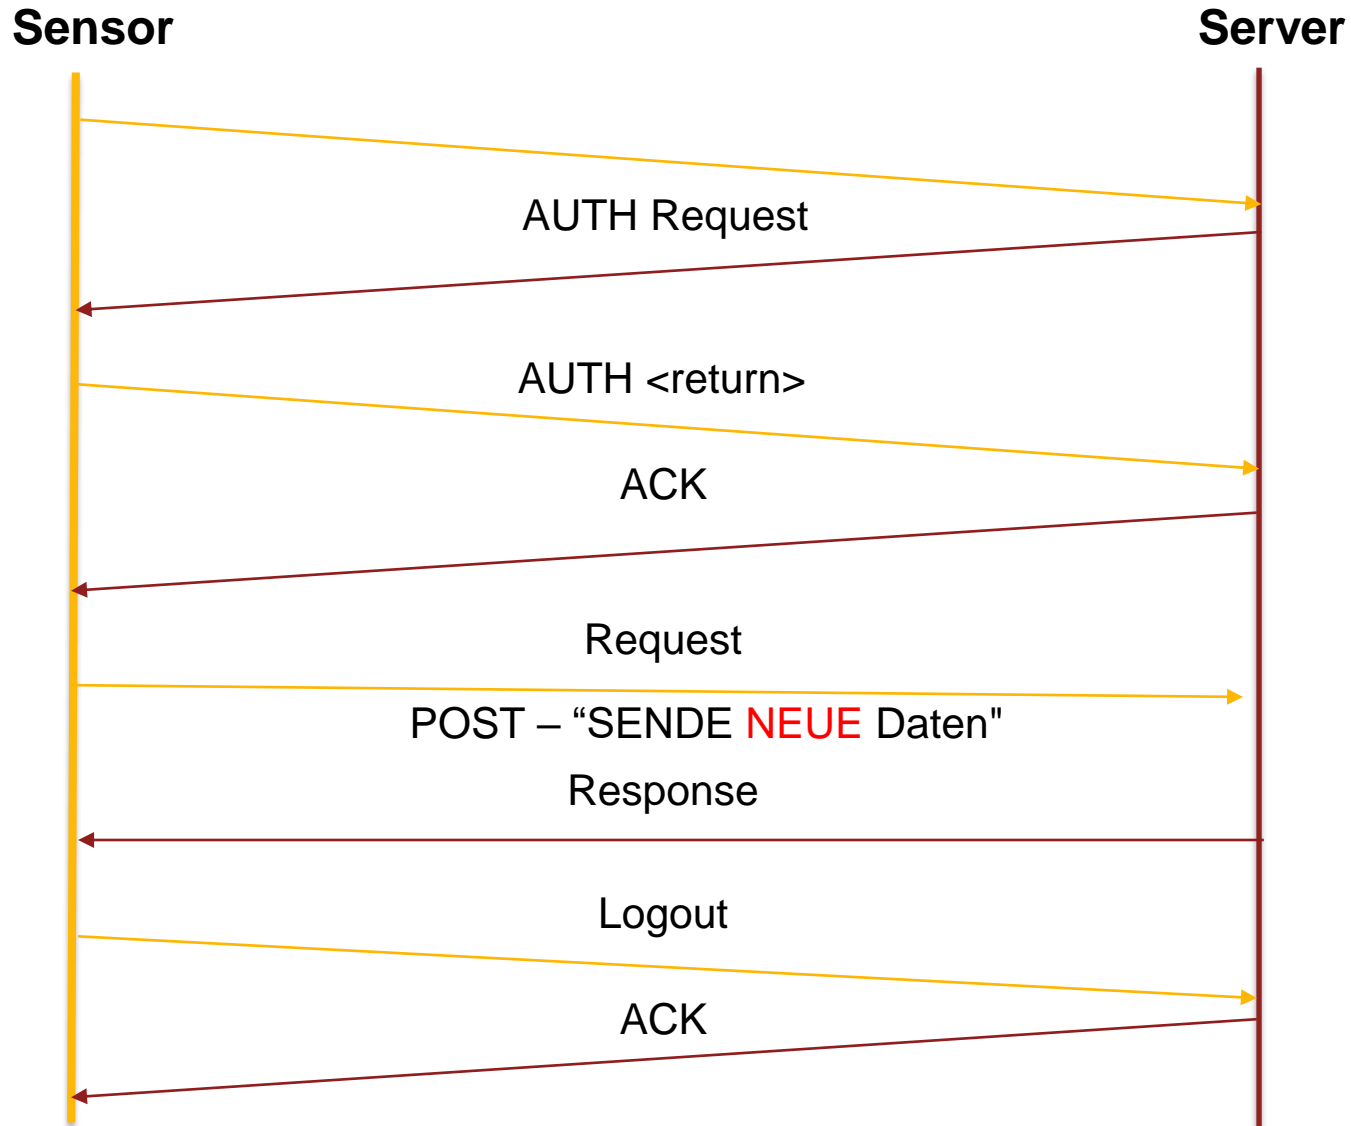 Sensor
Server
AUTH Request
AUTH <return>
ACK
Request
POST – “SENDE NEUE Daten"
Response
Logout
ACK